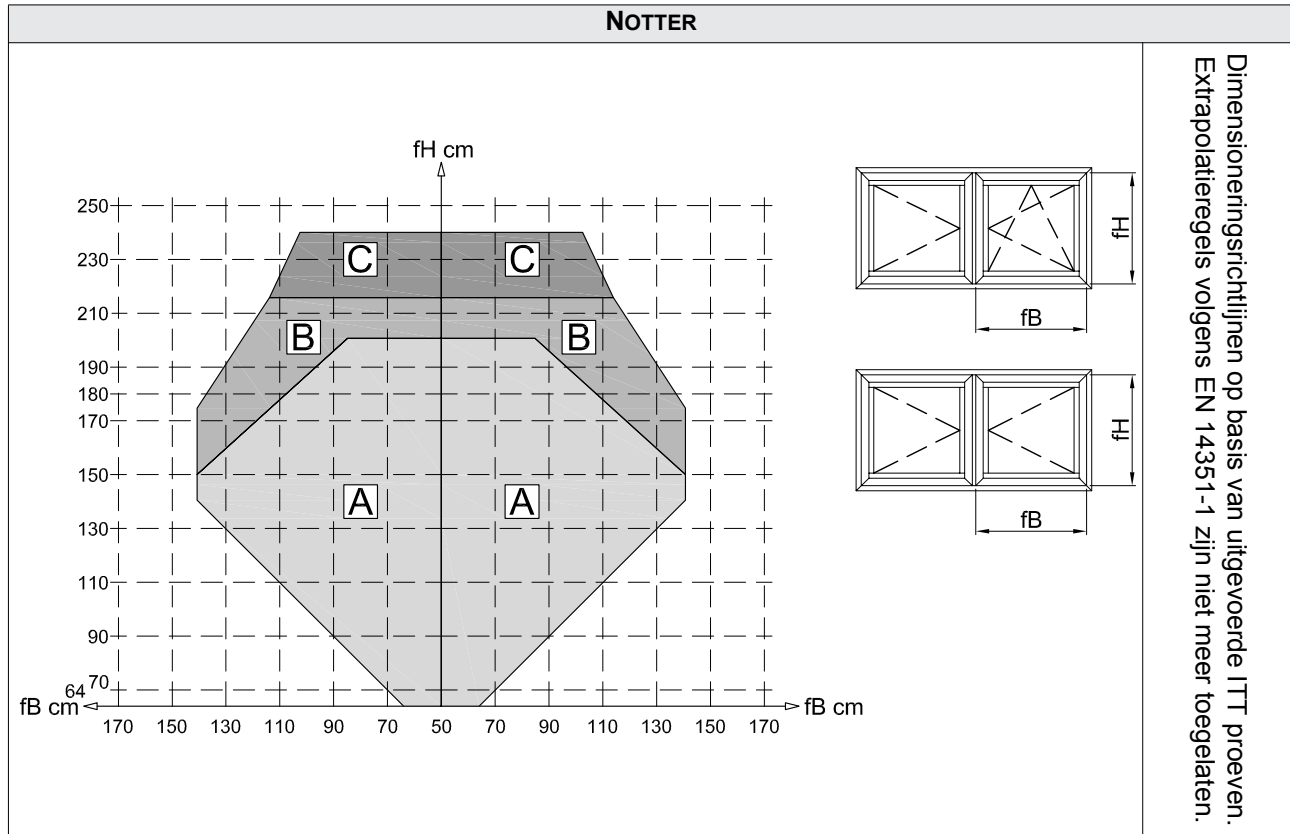 NOTTER
fH cm
250
230
210
190
180
170
150
130
110
90
70
64
C C
B B
A A
fB cm
170 150 130 110 90 70 50 70 90 110 130 150 170
fB cm
fH
fB
fH
fB
Dimensioneringsrichtlijnen op basis van uitgevoerde ITT proeven.
Extrapolatieregels volgens EN 14351-1 zijn niet meer toegelaten.